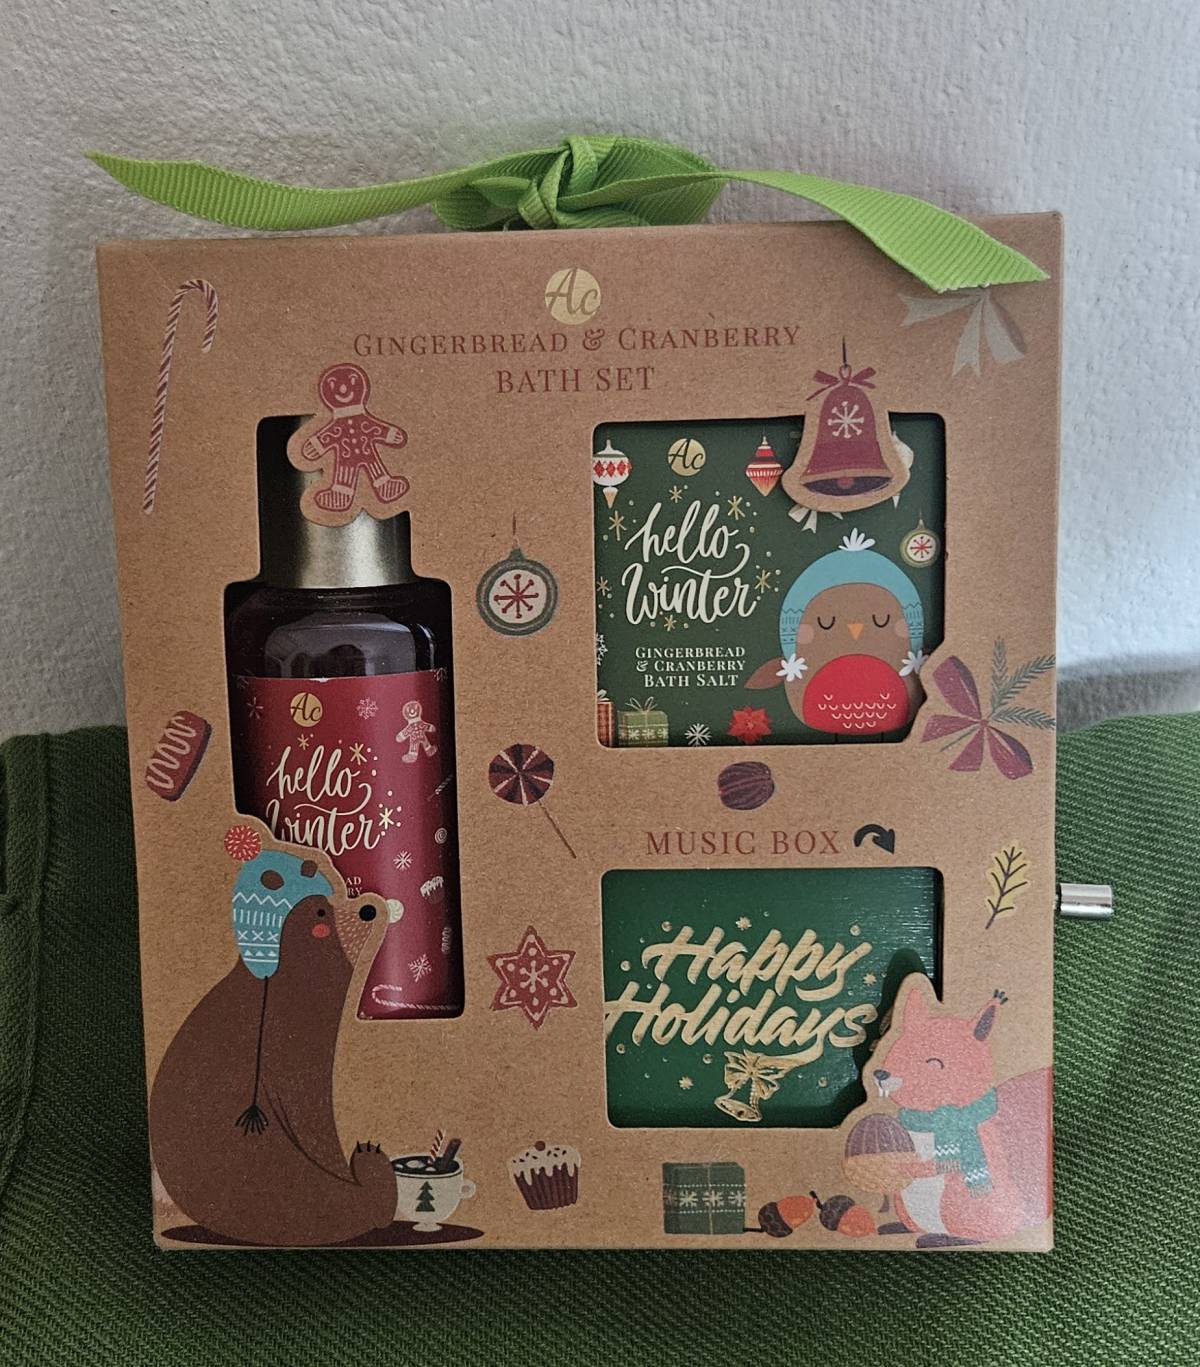 Ac
GINGERBREAD & CRANBERRY
BATH SET
Ac
hello
Winter
GINGERBREAD
& CRANBERRY
BATH SALT
Ac
hello
Winter
MUSIC BOX
Happy
Holidays